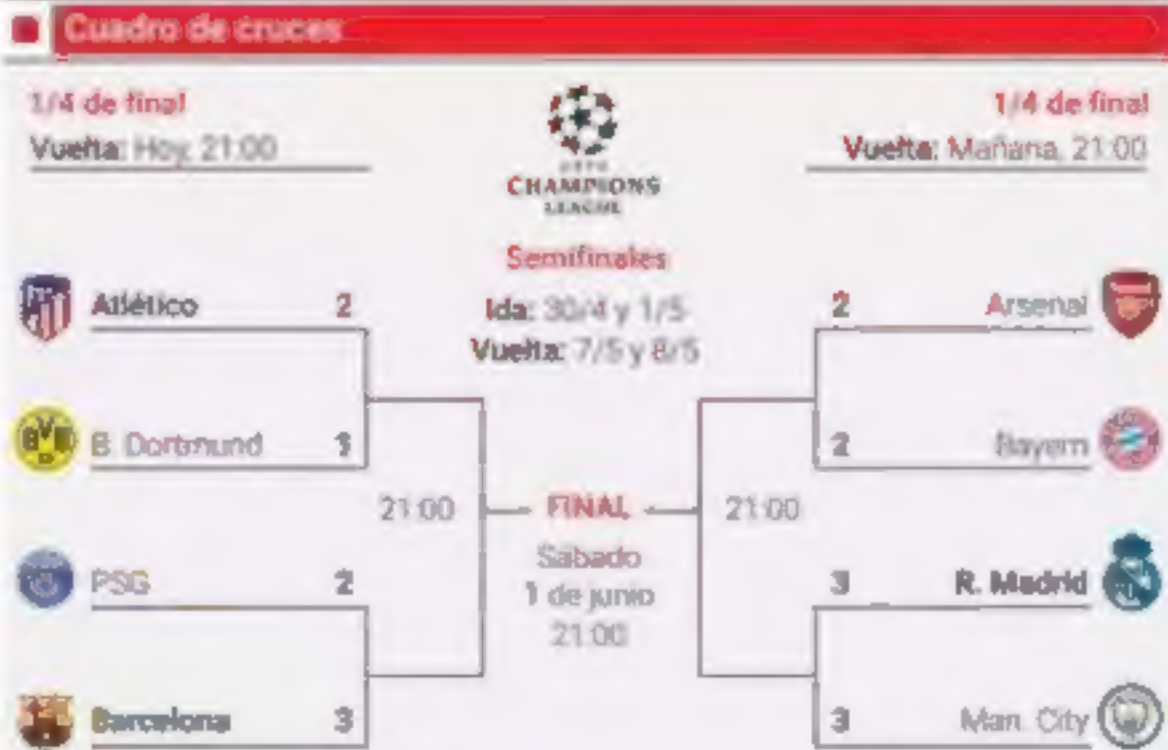 Cuadro de cruces
1/4 de final
Vuelta: Hoy, 21:00
1/4 de final
Vuelta: Mañana, 21:00
CHAMPIONS
LEAGUE
Semifinales
Ida: 30/4 y 1/5
Vuelta: 7/5 y 8/5
Atlético 2
B. Dortmund 1
21:00
PSG 2
Barcelona 3
FINAL
Sábado
1 de junio
21:00
2 Arsenal
2 Bayern
21:00
3 R. Madrid
3 Man. City